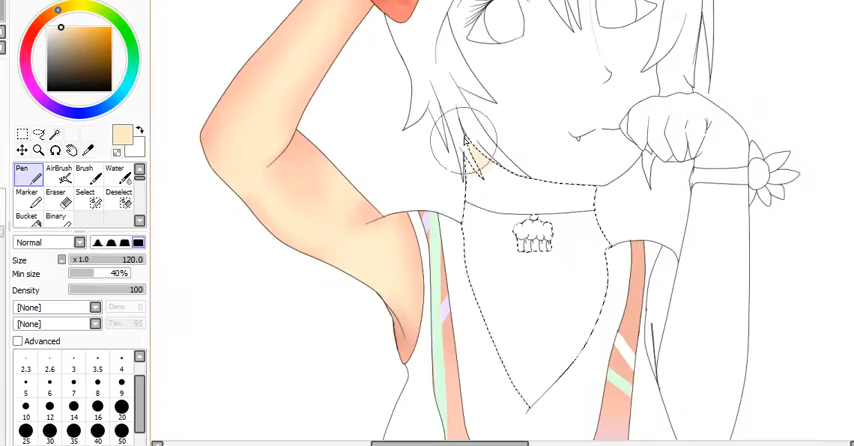 Pen AirBrush Brush Water
Marker Eraser Select Deselect
Bucket Binary
Normal
Size x 1.0 120.0
Min size 40%
Density 100
[None]
[None] 95
Advanced
2.3 2.6 3 3.5 4
5 6 7 8 9
10 12 14 16 20
25 30 35 40 50